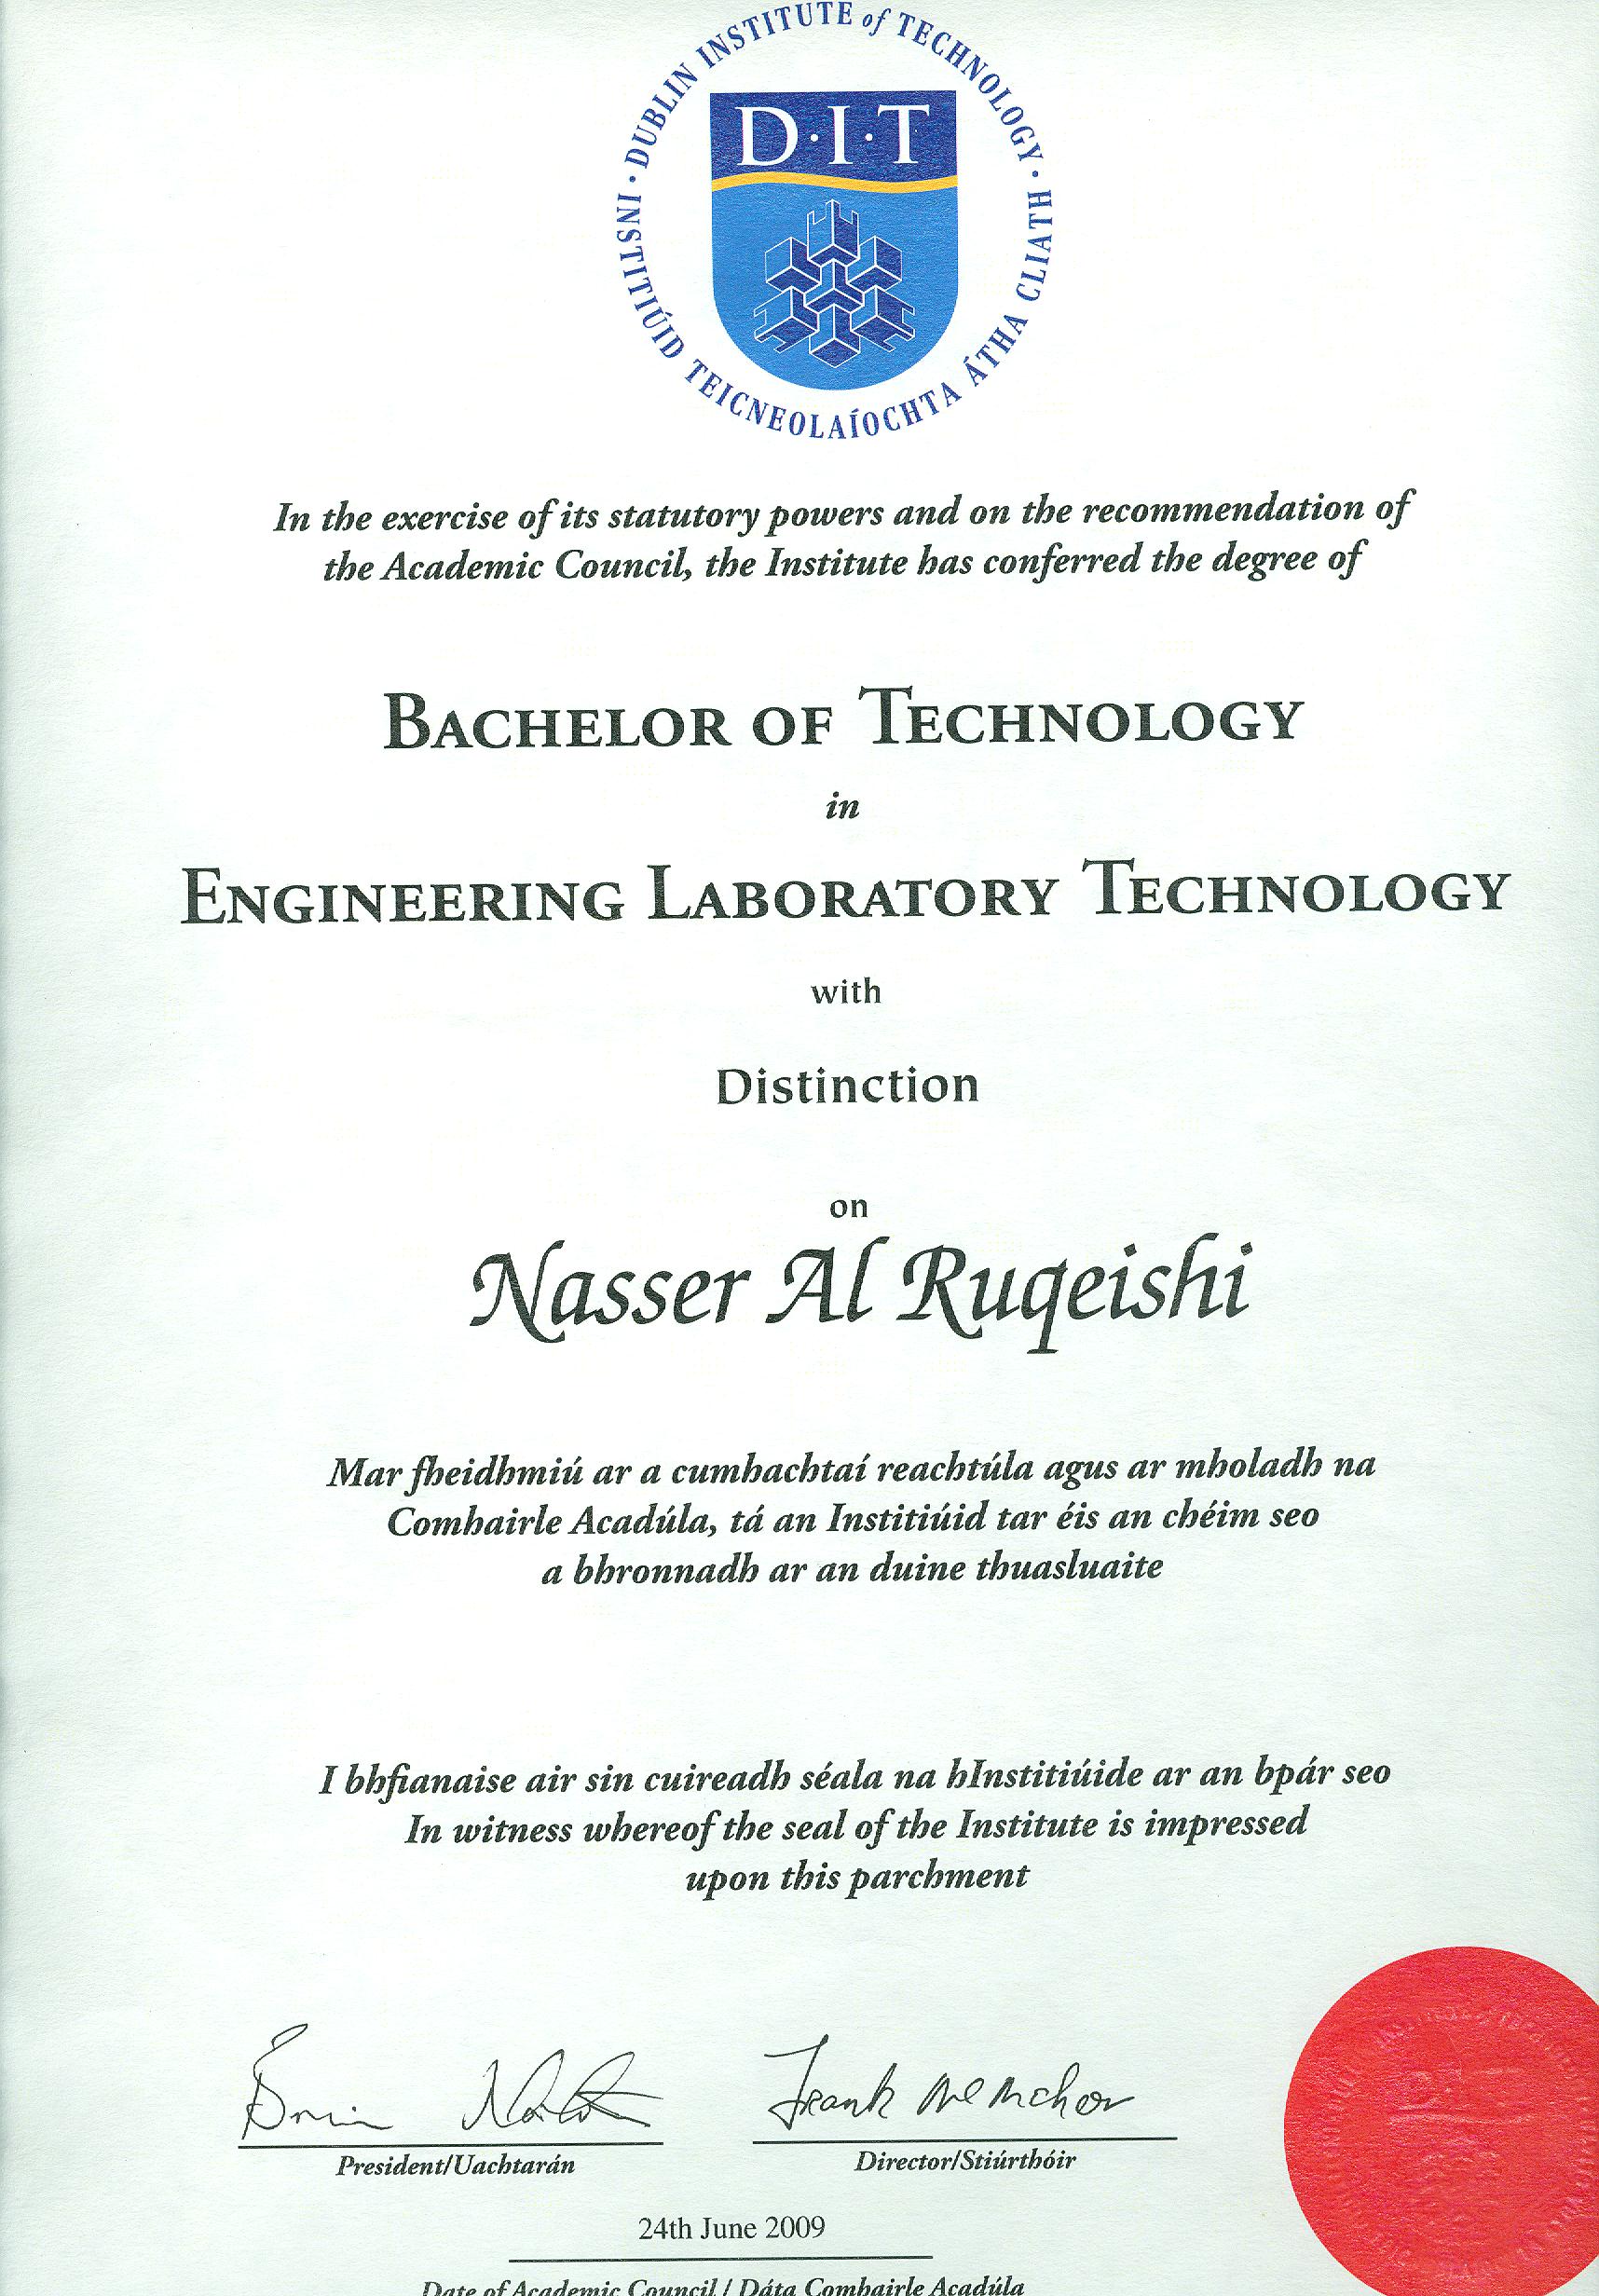 · DUBLIN INSTITUTE of TECHNOLOGY ·
INSTITIÚID TEICNEOLAÍOCHTA ÁTHA CLIATH
D·I·T
In the exercise of its statutory powers and on the recommendation of
the Academic Council, the Institute has conferred the degree of
BACHELOR OF TECHNOLOGY
in
ENGINEERING LABORATORY TECHNOLOGY
with
Distinction
on
Nasser Al Ruqeishi
Mar fheidhmiú ar a cumhachtaí reachtúla agus ar mholadh na
Comhairle Acadúla, tá an Institiúid tar éis an chéim seo
a bhronnadh ar an duine thuasluaite
I bhfianaise air sin cuireadh séala na hInstitiúide ar an bpár seo
In witness whereof the seal of the Institute is impressed
upon this parchment
Frank
President/Uachtarán
Director/Stiúrthóir
24th June 2009
Date of Academic Council / Dáta Comhairle Acadúla